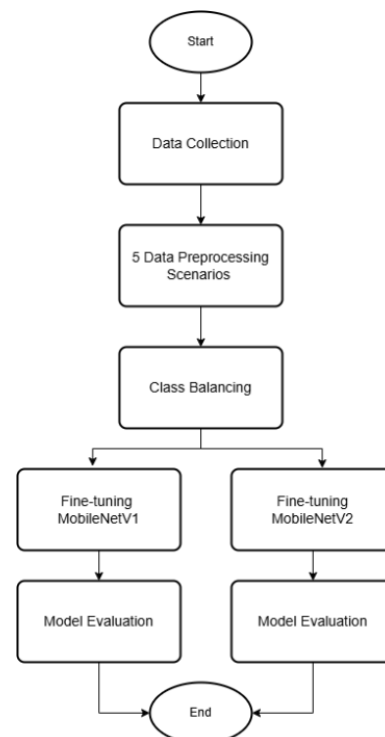 Start
Data Collection
5 Data Preprocessing
Scenarios
Class Balancing
Fine-tuning
MobileNetV1
Fine-tuning
MobileNetV2
Model Evaluation
Model Evaluation
End